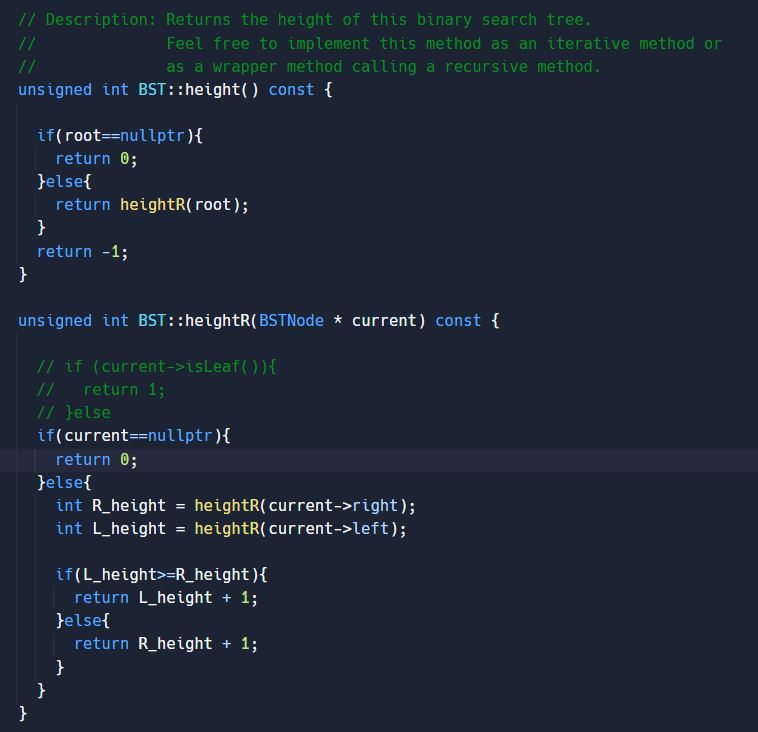 // Description: Returns the height of this binary search tree.
//              Feel free to implement this method as an iterative method or
//              as a wrapper method calling a recursive method.
unsigned int BST::height() const {
  if(root==nullptr){
    return 0;
  }else{
    return heightR(root);
  }
  return -1;
}
unsigned int BST::heightR(BSTNode * current) const {
  // if (current->isLeaf()){
  //   return 1;
  // }else
  if(current==nullptr){
    return 0;
  }else{
    int R_height = heightR(current->right);
    int L_height = heightR(current->left);
    if(L_height>=R_height){
      return L_height + 1;
    }else{
      return R_height + 1;
    }
  }
}